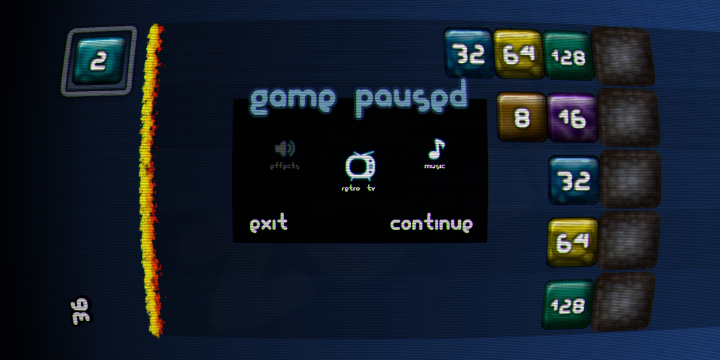 2
32 64 128
game paused
8 16
effects
retro tv
music
32
exit
continue
64
36
128